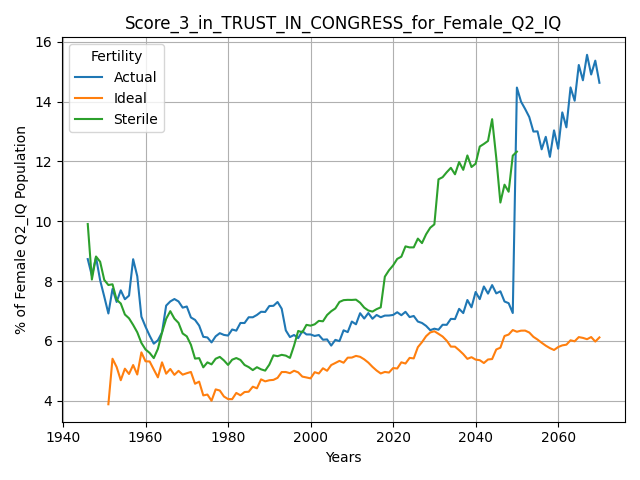 Score_3_in_TRUST_IN_CONGRESS_for_Female_Q2_IQ
Fertility
Actual
Ideal
Sterile
% of Female Q2_IQ Population
16
14
12
10
8
6
4
1940
1960
1980
2000
2020
2040
2060
Years